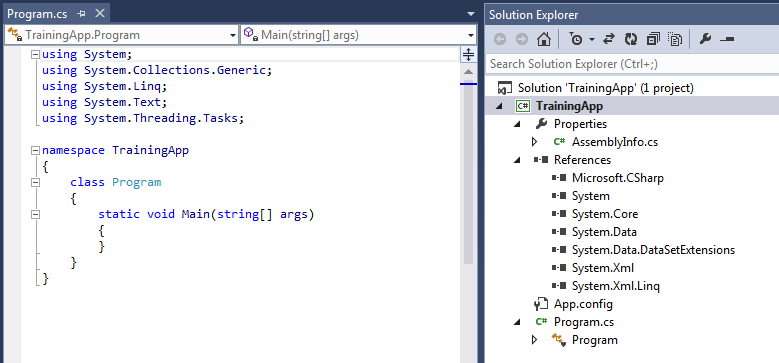 Program.cs
TrainingApp.Program
Main(string[] args)
using System;
using System.Collections.Generic;
using System.Linq;
using System.Text;
using System.Threading.Tasks;
namespace TrainingApp
{
class Program
{
static void Main(string[] args)
{
}
}
}
Solution Explorer
Search Solution Explorer (Ctrl+;)
Solution 'TrainingApp' (1 project)
C# TrainingApp
Properties
C# AssemblyInfo.cs
References
Microsoft.CSharp
System
System.Core
System.Data
System.Data.DataSetExtensions
System.Xml
System.Xml.Linq
App.config
C# Program.cs
Program